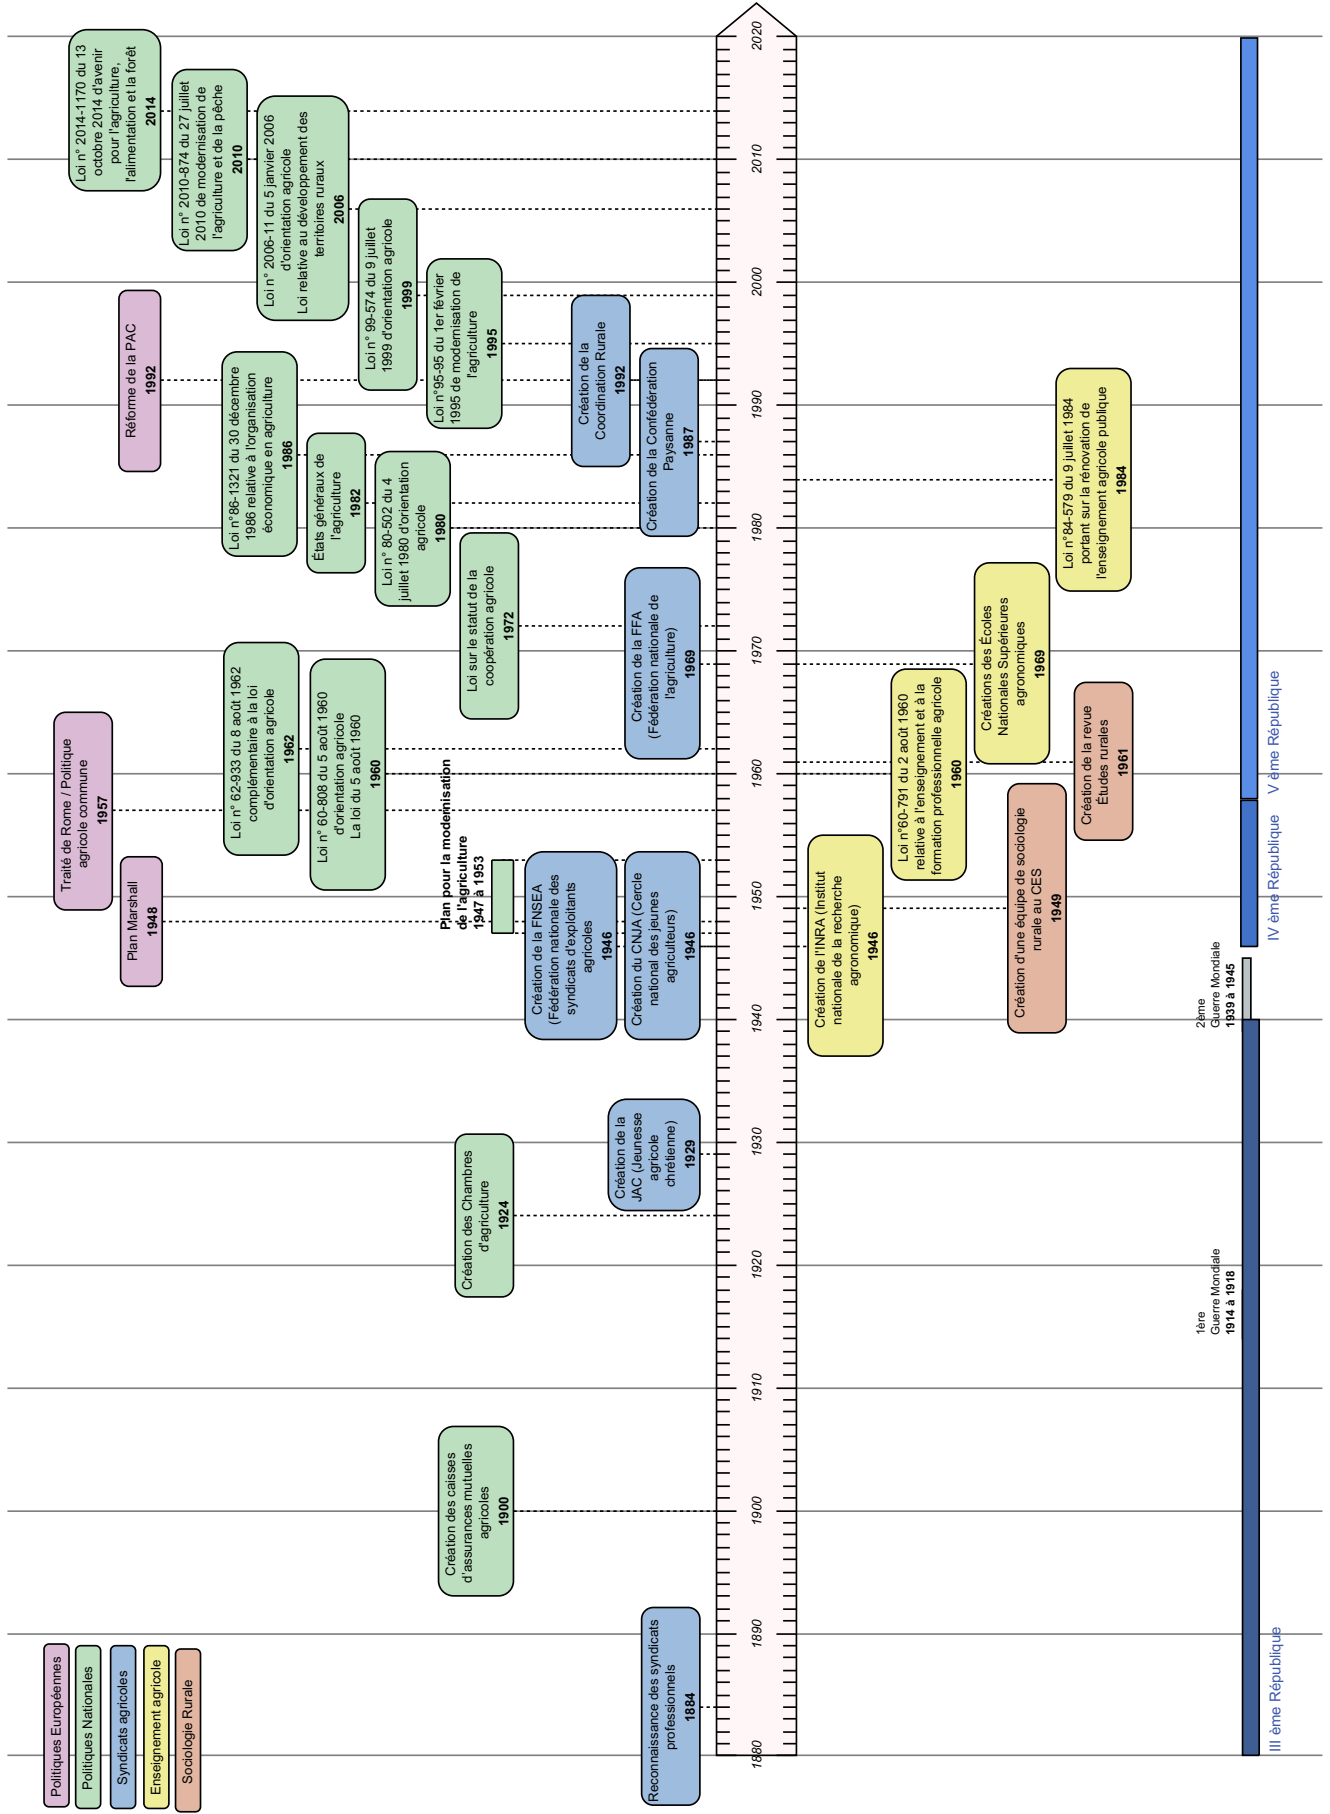 Politiques Européennes
Politiques Nationales
Syndicats agricoles
Enseignement agricole
Sociologie Rurale
Traité de Rome / Politique
agricole commune
1957
Plan Marshall
1948
Réforme de la PAC
1992
Loi n° 2014-1170 du 13
octobre 2014 d'avenir
pour l'agriculture,
l'alimentation et la forêt
2014
Loi n° 2010-874 du 27 juillet
2010 de modernisation de
l'agriculture et de la pêche
2010
Loi n° 2006-11 du 5 janvier 2006
d'orientation agricole
Loi relative au développement des
territoires ruraux
2006
Loi n° 99-574 du 9 juillet
1999 d'orientation agricole
1999
Loi n°95-95 du 1er février
1995 de modernisation de
l'agriculture
1995
Loi n°86-1321 du 30 décembre
1986 relative à l'organisation
économique en agriculture
1986
États généraux de
l'agriculture
1982
Loi n° 80-502 du 4
juillet 1980 d'orientation
agricole
1980
Loi sur le statut de la
coopération agricole
1972
Loi n° 62-933 du 8 août 1962
complémentaire à la loi
d'orientation agricole
1962
Loi n° 60-808 du 5 août 1960
d'orientation agricole
La loi du 5 août 1960
1960
Plan pour la modernisation
de l'agriculture
1947 à 1953
Création des Chambres
d'agriculture
1924
Création des caisses
d'assurances mutuelles
agricoles
1900
Reconnaissance des syndicats
professionnels
1884
Création de la
JAC (Jeunesse
agricole
chrétienne)
1929
Création de la FNSEA
(Fédération nationale des
syndicats d'exploitants
agricoles
1946
Création du CNJA (Cercle
national des jeunes
agriculteurs)
1946
Création de la FFA
(Fédération nationale de
l'agriculture)
1969
Création de la
Coordination Rurale
1992
Création de la Confédération
Paysanne
1987
1880
1890
1900
1910
1920
1930
1940
1950
1960
1970
1980
1990
2000
2010
2020
Création de l'INRA (Institut
nationale de la recherche
agronomique)
1946
Loi n°60-791 du 2 août 1960
relative à l'enseignement et à la
formation professionnelle agricole
1960
Créations des Écoles
Nationales Supérieures
agronomiques
1969
Loi n°84-579 du 9 juillet 1984
portant sur la rénovation de
l'enseignement agricole publique
1984
Création d'une équipe de sociologie
rurale au CES
1949
Création de la revue
Études rurales
1961
1ère
Guerre Mondiale
1914 à 1918
2ème
Guerre Mondiale
1939 à 1945
III ème République
IV ème République
V ème République